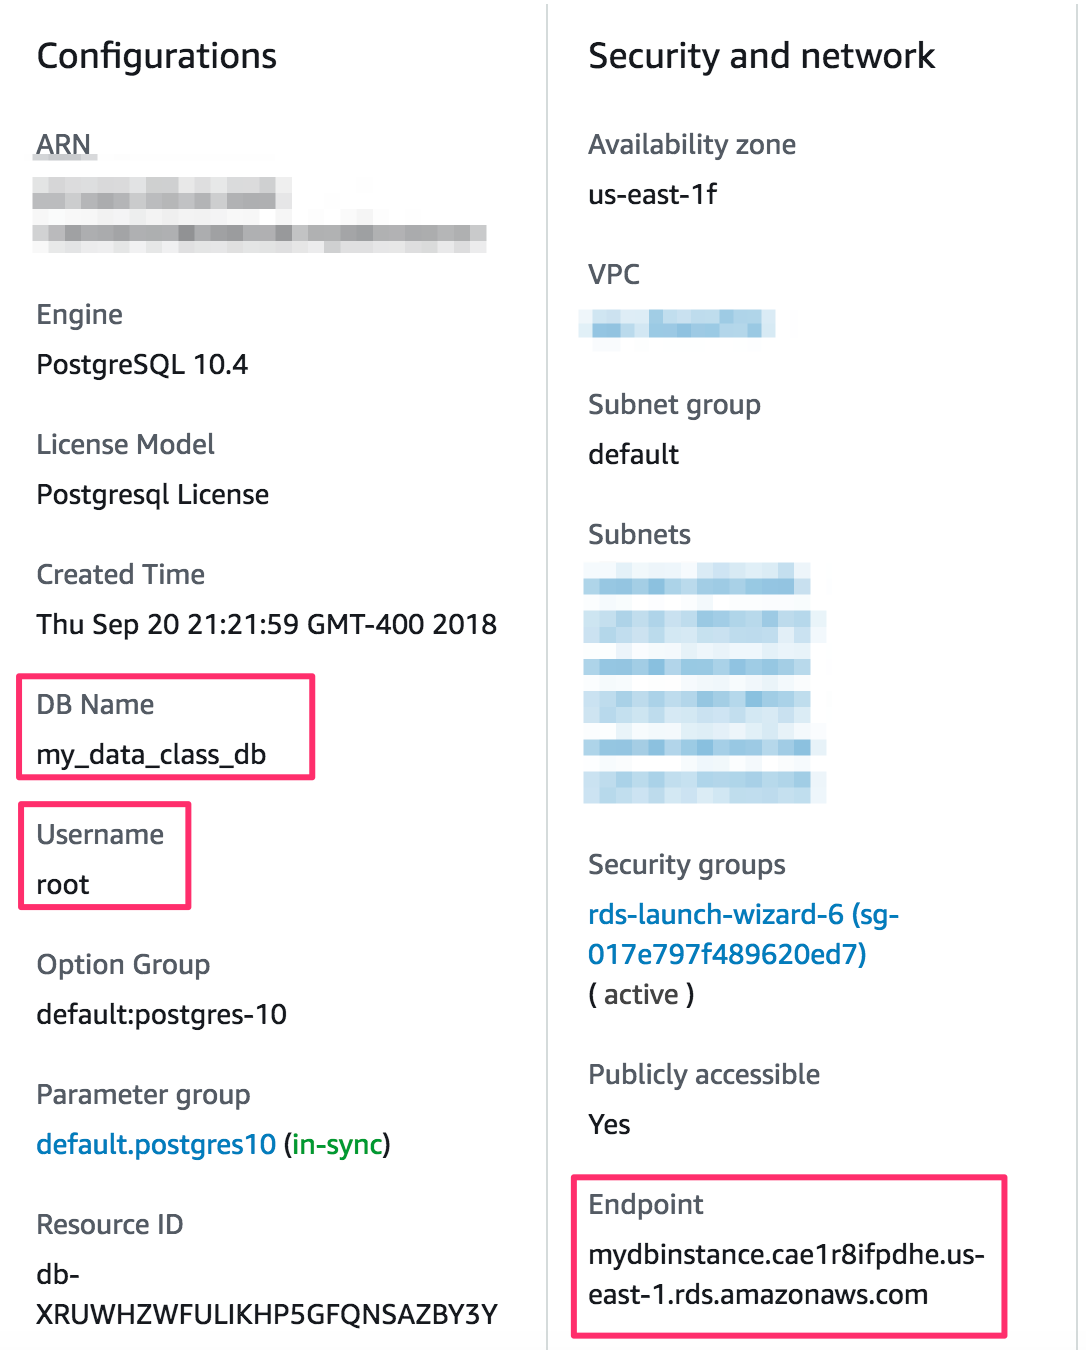 Configurations
ARN
Engine
PostgreSQL 10.4
License Model
Postgresql License
Created Time
Thu Sep 20 21:21:59 GMT-400 2018
DB Name
my_data_class_db
Username
root
Option Group
default:postgres-10
Parameter group
default.postgres10 (in-sync)
Resource ID
db-
XRUWHZWFULIKHP5GFQNSAZBY3Y
Security and network
Availability zone
us-east-1f
VPC
Subnet group
default
Subnets
Security groups
rds-launch-wizard-6 (sg-
017e797f489620ed7)
( active )
Publicly accessible
Yes
Endpoint
mydbinstance.cae1r8ifpdhe.us-
east-1.rds.amazonaws.com